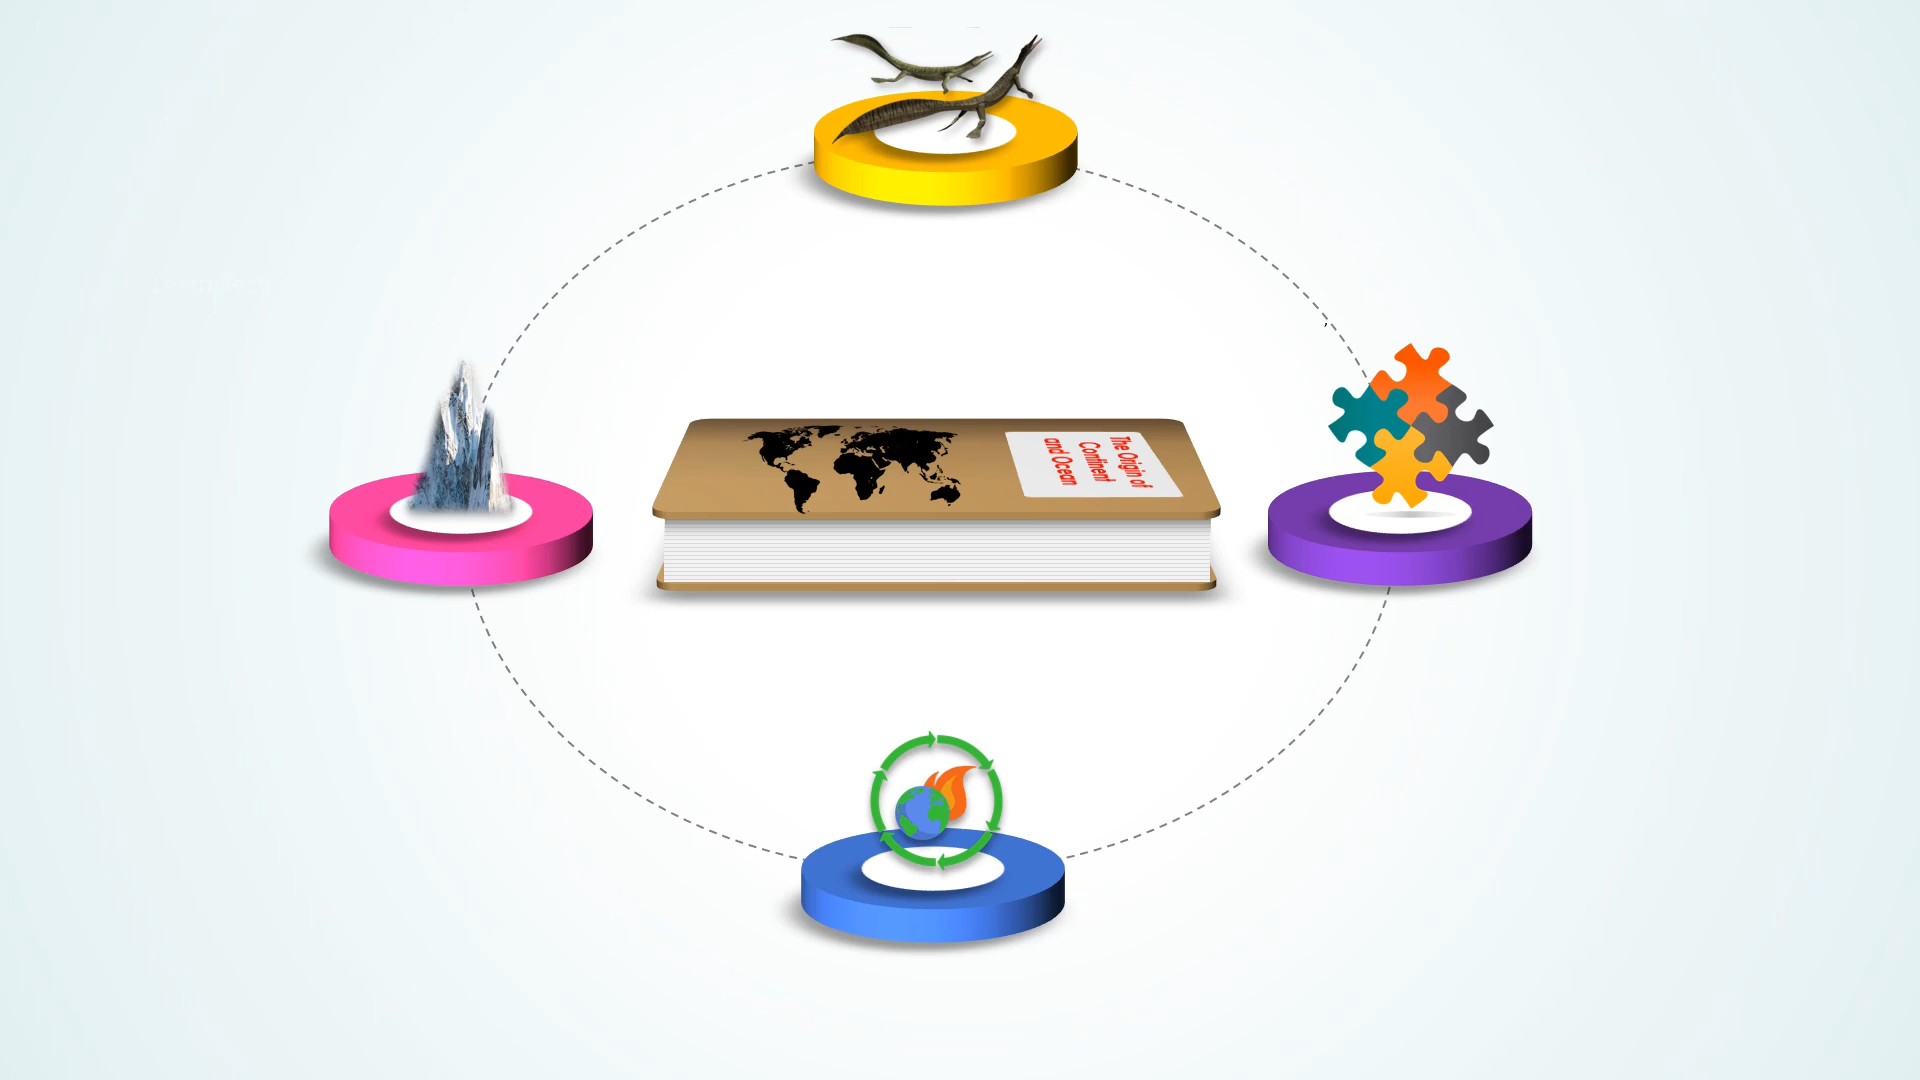 The Origin of
Continent
and Ocean